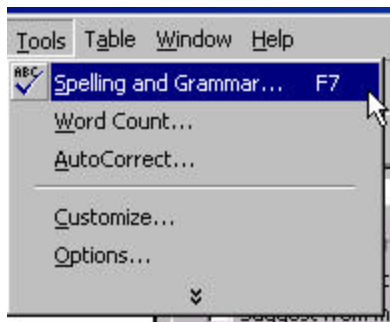 Tools Table Window Help
ABC Spelling and Grammar... F7
Word Count...
AutoCorrect...
Customize...
Options...